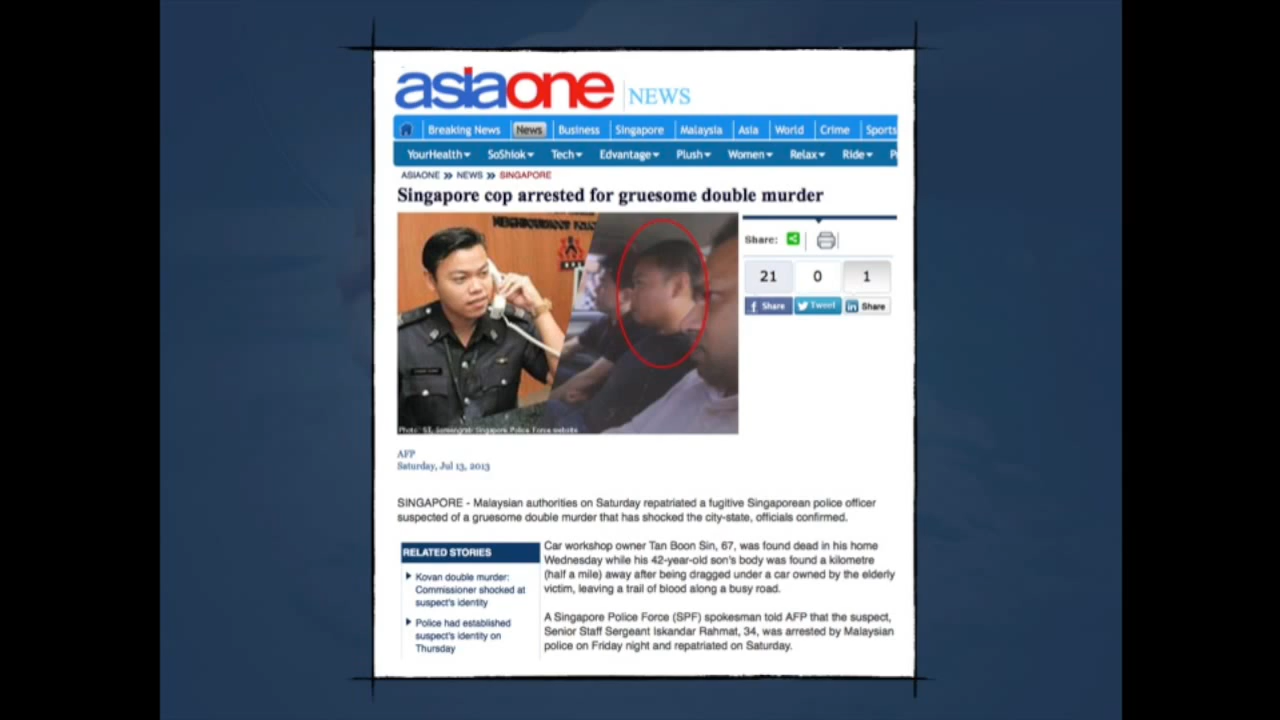 asiaone NEWS
Breaking News News Business Singapore Malaysia Asia World Crime Sports
YourHealth SoShiok Tech Edvantage Plush Women Relax Ride
ASIAONE » NEWS » SINGAPORE
Singapore cop arrested for gruesome double murder
Share:
21 0 1
Share Tweet in Share
Singapore Police Force website
AFP
Saturday, Jul 13, 2013
SINGAPORE - Malaysian authorities on Saturday repatriated a fugitive Singaporean police officer
suspected of a gruesome double murder that has shocked the city-state, officials confirmed.
RELATED STORIES
Kovan double murder:
Commissioner shocked at
suspect's identity
Police had established
suspect's identity on
Thursday
Car workshop owner Tan Boon Sin, 67, was found dead in his home
Wednesday while his 42-year-old son's body was found a kilometre
(half a mile) away after being dragged under a car owned by the elderly
victim, leaving a trail of blood along a busy road.
A Singapore Police Force (SPF) spokesman told AFP that the suspect,
Senior Staff Sergeant Iskandar Rahmat, 34, was arrested by Malaysian
police on Friday night and repatriated on Saturday.